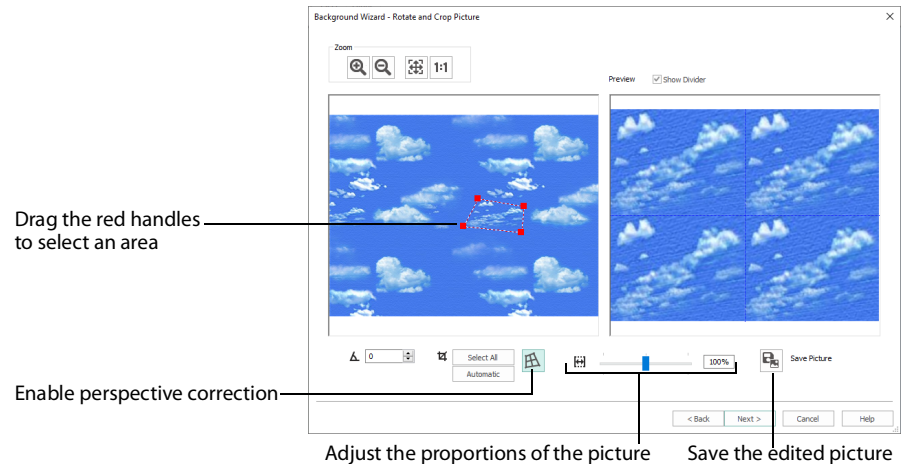 Background Wizard - Rotate and Crop Picture
Zoom
1:1
Preview
Show Divider
Drag the red handles
to select an area
0
Select All
Automatic
100%
Save Picture
Enable perspective correction
< Back
Next >
Cancel
Help
Adjust the proportions of the picture
Save the edited picture